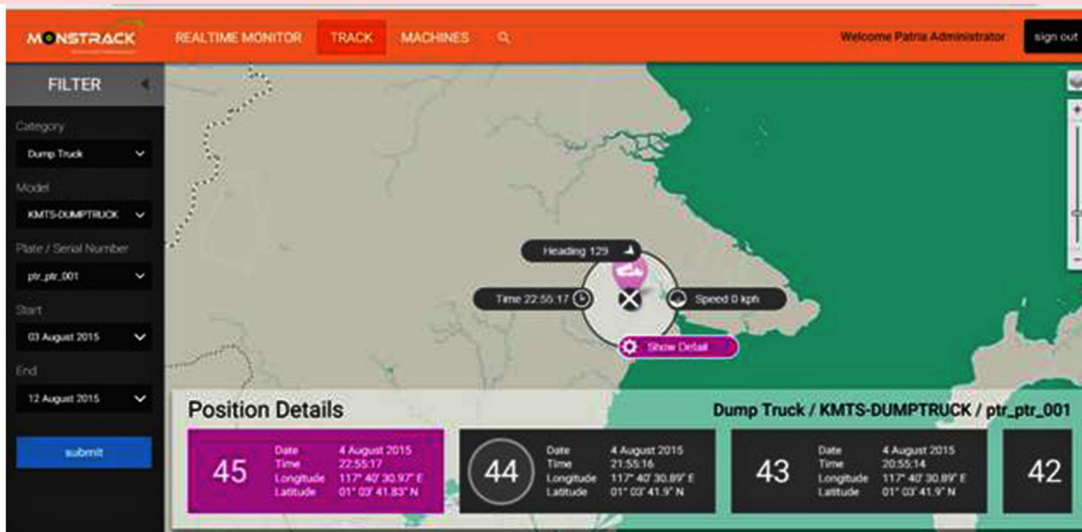 MONSTRACK
REALTIME MONITOR TRACK MACHINES
Welcome Patria Administrator sign out
FILTER
Category
Dump Truck
Model
KMTS-DUMPTRUCK
Plate / Serial Number
ptr_ptr_001
Start
03 August 2015
End
12 August 2015
submit
Heading 129
Time 22:55:17
Speed 0 kph
Show Detail
+
-
Position Details
Dump Truck / KMTS-DUMPTRUCK / ptr_ptr_001
45
Date 4 August 2015
Time 22:55:17
Longitude 117° 40' 30.97" E
Latitude 01° 03' 41.83" N
44
Date 4 August 2015
Time 21:55:16
Longitude 117° 40' 30.89" E
Latitude 01° 03' 41.9" N
43
Date 4 August 2015
Time 20:55:14
Longitude 117° 40' 30.89" E
Latitude 01° 03' 41.9" N
42